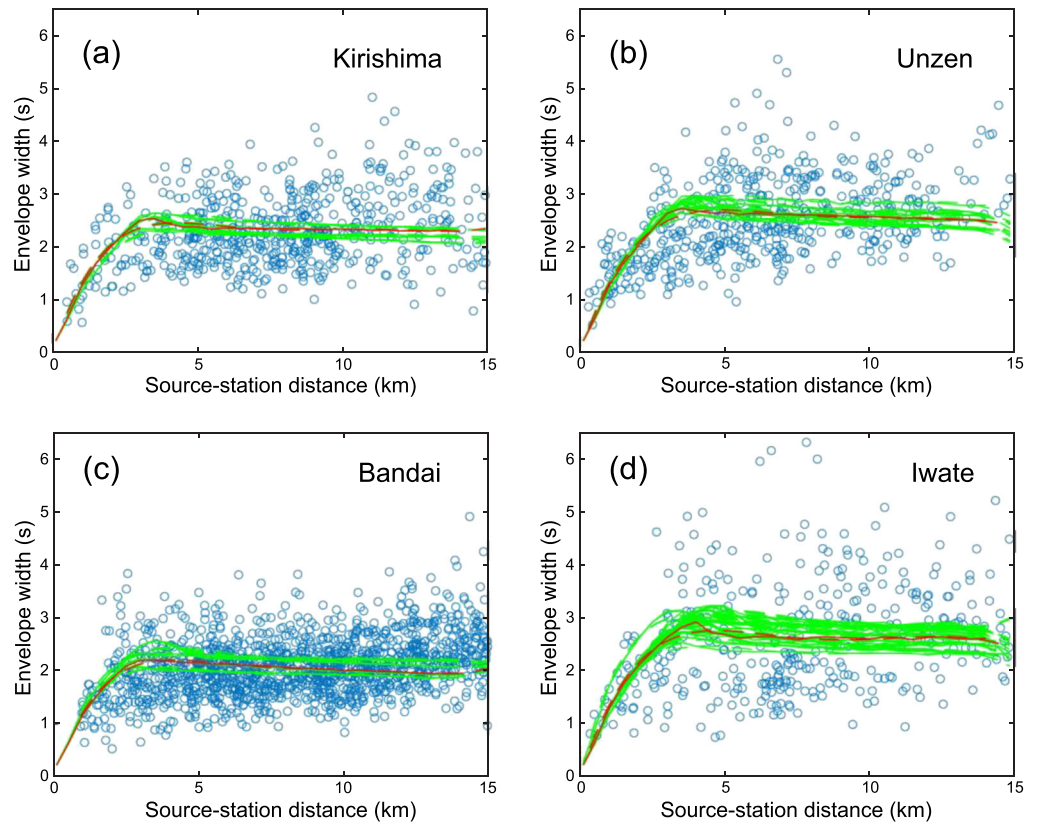 (a) Kirishima
6
5
4
3
2
1
0
Envelope width (s)
0 5 10 15
Source-station distance (km)
(b) Unzen
6
5
4
3
2
1
0
Envelope width (s)
0 5 10 15
Source-station distance (km)
(c) Bandai
6
5
4
3
2
1
0
Envelope width (s)
0 5 10 15
Source-station distance (km)
(d) Iwate
6
5
4
3
2
1
0
Envelope width (s)
0 5 10 15
Source-station distance (km)